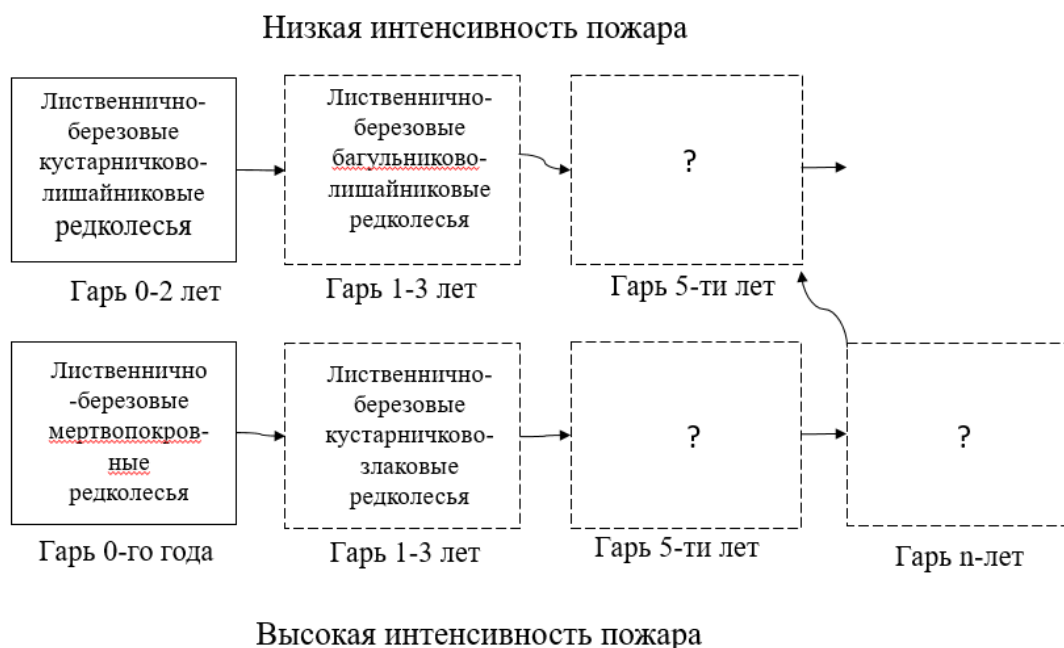 Низкая интенсивность пожара
Лиственнично-
березовые
кустарничково-
лишайниковые
редколесья
Гарь 0-2 лет
Лиственнично-
березовые
багульниково-
лишайниковые
редколесья
Гарь 1-3 лет
?
Гарь 5-ти лет
Лиственнично
-березовые
мертвопокров-
ные
редколесья
Гарь 0-го года
Лиственнично-
березовые
кустарничково-
злаковые
редколесья
Гарь 1-3 лет
?
Гарь 5-ти лет
?
Гарь n-лет
Высокая интенсивность пожара